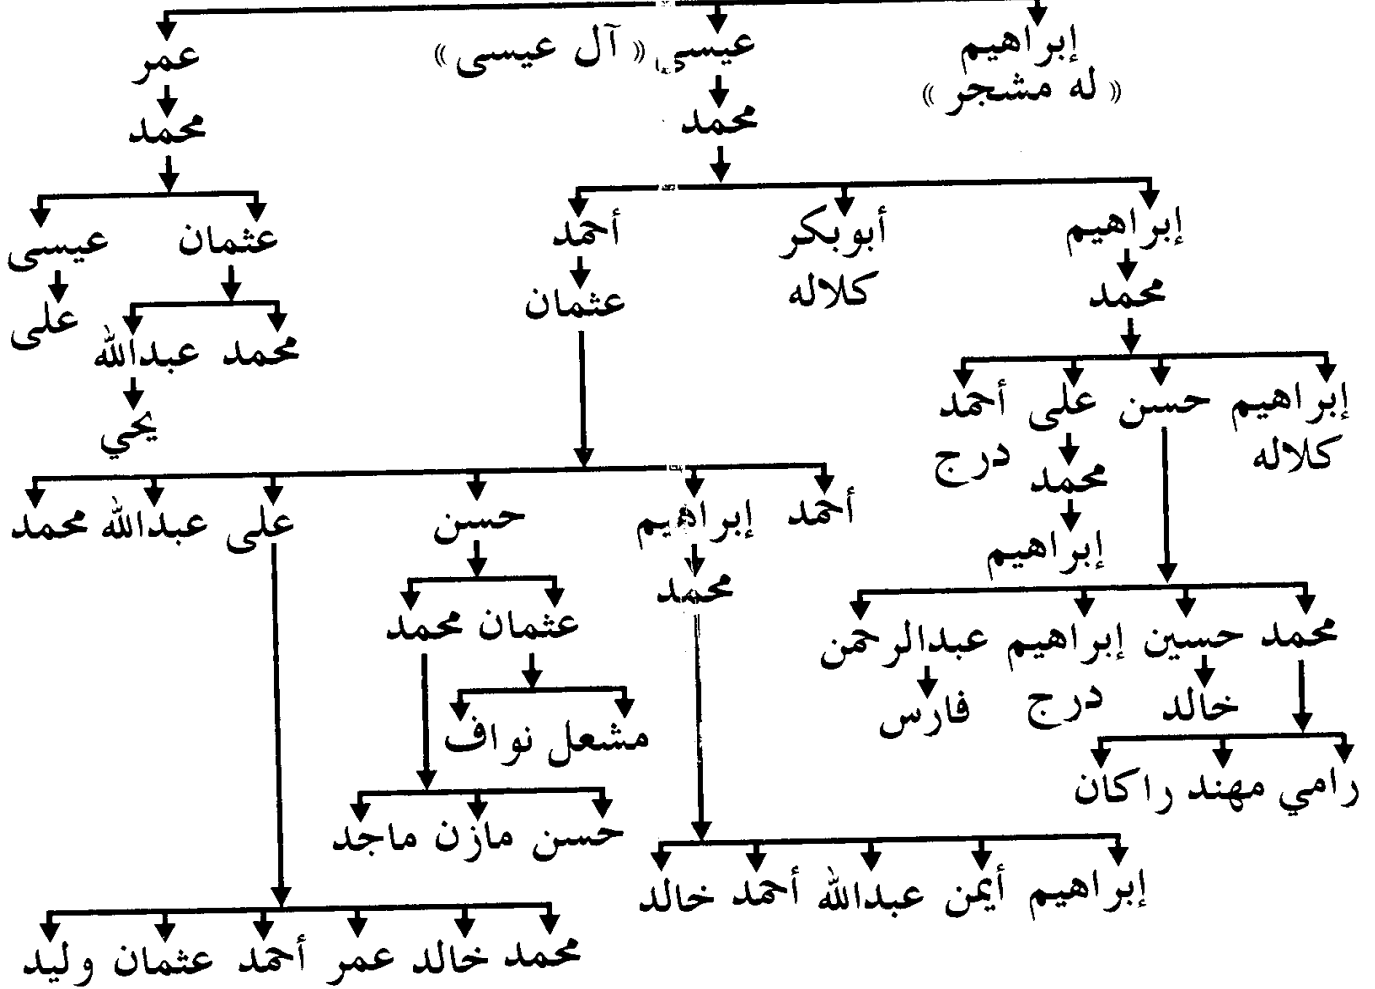 إبراهيم عيسى « آل عيسى » عمر
« له مشجر »
محمد محمد
إبراهيم أبوبكر أحمد عثمان عيسى
محمد كلاله عثمان على
محمد عبدالله
يحي
إبراهيم حسن على أحمد
كلاله محمد درج
إبراهيم
أحمد إبراهيم حسن على عبدالله محمد
محمد
محمد حسين إبراهيم عبدالرحمن
عثمان محمد
خالد درج فارس
مشعل نواف
رامي مهند راكان
حسن مازن ماجد
إبراهيم أيمن عبدالله أحمد خالد
محمد خالد عمر أحمد عثمان وليد